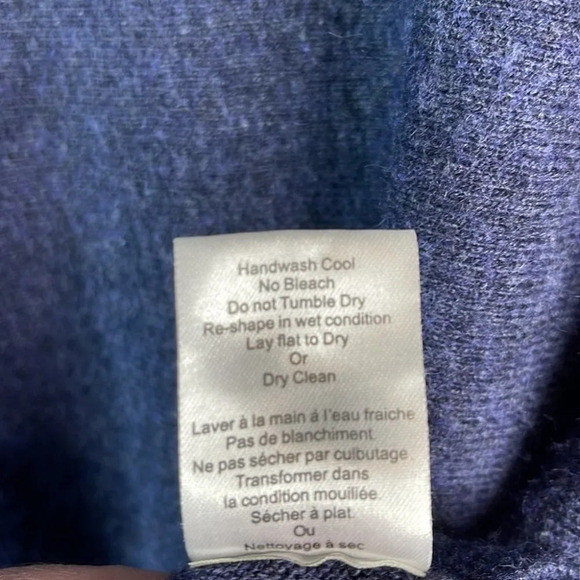 Handwash Cool
No Bleach
Do not Tumble Dry
Re-shape in wet condition
Lay flat to Dry
Or
Dry Clean
Laver à la main á l'eau fraiche
Pas de blanchiment.
Ne pas sécher par culbutage.
Transformer dans
la condition mouiliée.
Sécher à plat.
Ou
Nettoyage à sec